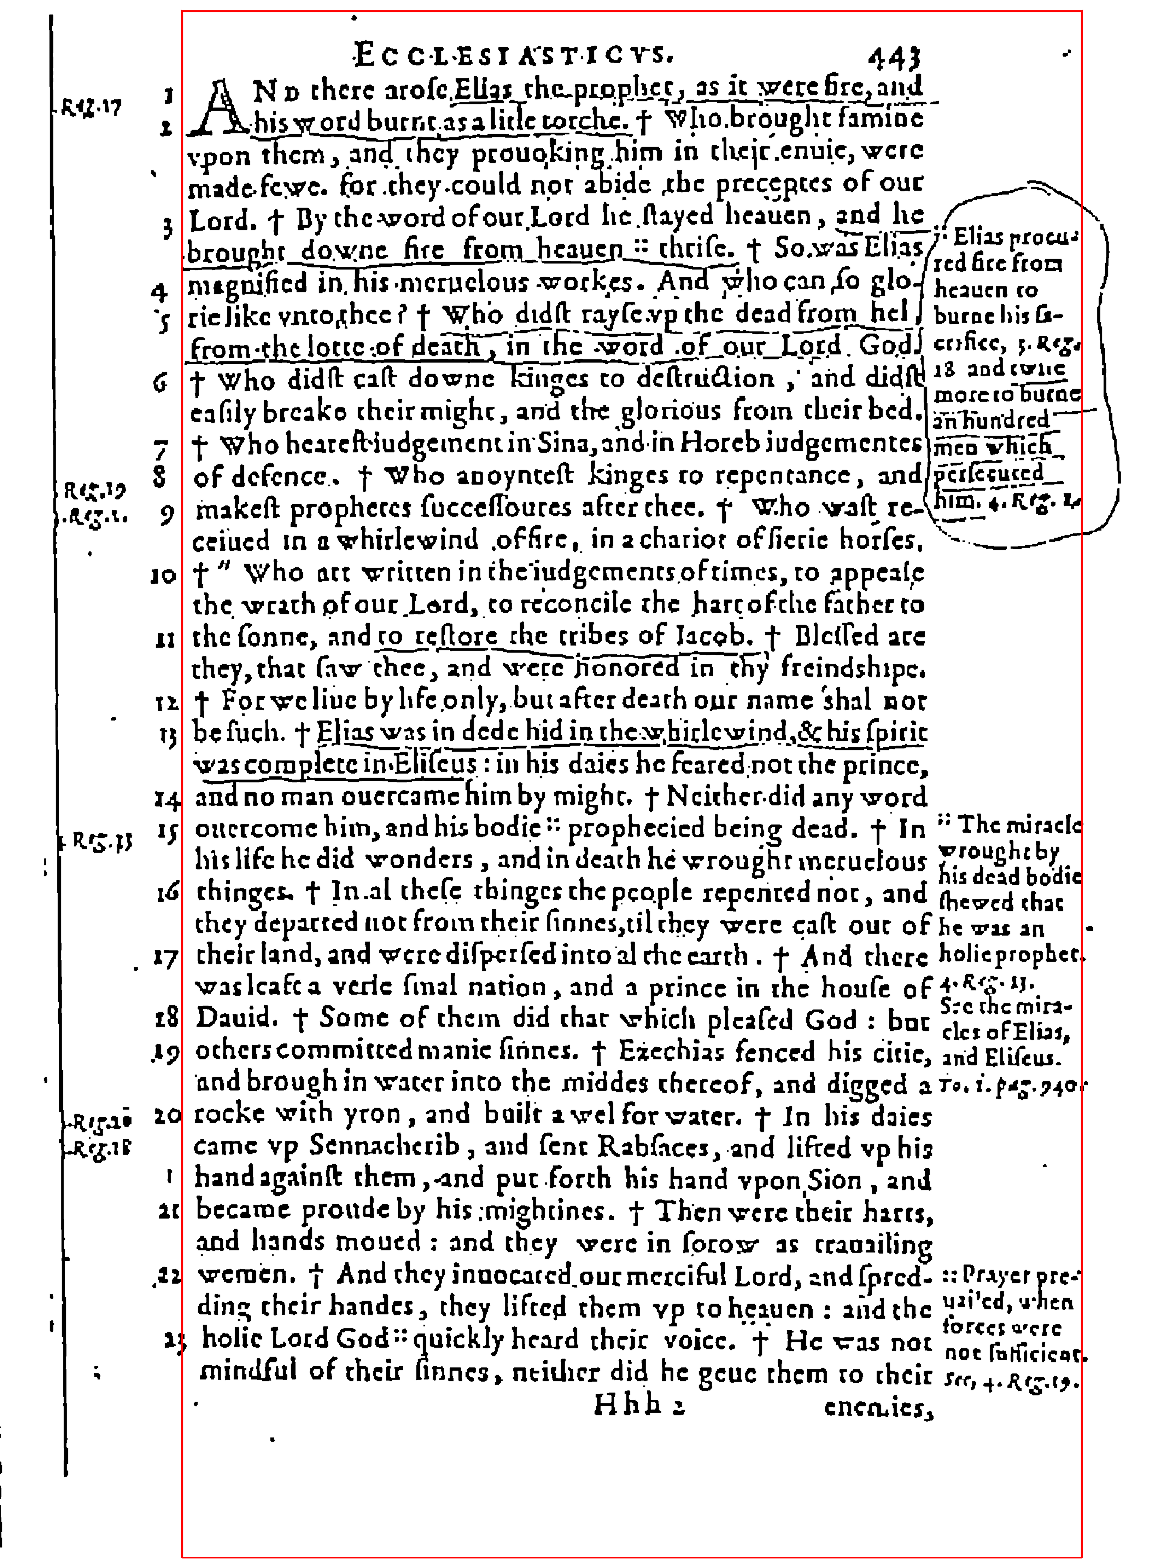 ECCLESIASTICVS. 443
1 ANd there arose Elias the prophet, as it were fire, and
2 his word burnt as a litle torche. † Who brought famine
vpon them, and they prouoking him in their enuie, were
made fewe. for they could not abide the preceptes of our
3 Lord. † By the word of our Lord he stayed heauen, and he
brought downe fire from heauen :: thrise. † So was Elias
4 magnified in his meruelous workes. And who can so glo-
5 rie like vnto thee? † Who didst rayse vp the dead from hel
from the lotte of death, in the word of our Lord God.
6 † Who didst cast downe kinges to destruction, and didst
easily breake their might, and the glorious from their bed.
7 † Who hearest iudgement in Sina, and in Horeb iudgementes
8 of defence. † Who anoyntest kinges to repentance, and
9 makest prophetes successoures after thee. † Who wast re-
ceiued in a whirlewind of fire, in a chariot of fierie horses.
10 † " Who art written in the iudgements of times, to appease
the wrath of our Lord, to reconcile the hart of the father to
11 the sonne, and to restore the tribes of Iacob. † Blessed are
they, that saw thee, and were honored in thy freindshipe.
12 † For we liue by life only, but after death our name shal not
13 be such. † Elias was in dede hid in the whirlewind, & his spirit
was complete in Eliseus: in his daies he feared not the prince,
14 and no man ouercame him by might. † Neither did any word
15 ouercome him, and his bodie :: prophecied being dead. † In
his life he did wonders, and in death he wrought meruelous
16 thinges. † In al these thinges the people repented not, and
they departed not from their sinnes, til they were cast out of
17 their land, and were dispersed into al the earth. † And there
was leaft a verie smal nation, and a prince in the house of
18 Dauid. † Some of them did that which pleased God: but
19 others committed manie sinnes. † Ezechias fenced his citie,
and brough in water into the middes thereof, and digged a
20 rocke with yron, and built a wel for water. † In his daies
came vp Sennacherib, and sent Rabsaces, and lifted vp his
hand against them, and put forth his hand vpon Sion, and
21 became proude by his mightines. † Then were their harts,
and hands moued: and they were in sorow as trauailing
22 wemen. † And they inuocated our merciful Lord, and spred-
ding their handes, they lifted them vp to heauen: and the
23 holie Lord God :: quickly heard their voice. † He was not
mindful of their sinnes, neither did he geue them to their
Hhh 2 enemies,
Reg. 17
Reg. 19
Reg. 1.
Reg. 13
Reg. 20
Reg. 18
:: Elias procu-
red fire from
heauen to
burne his sa-
crifice, 3. Reg.
18 and twise
more to burne
an hundred
men which
persecuted
him. 4. Reg. 1.
:: The miracle
wrought by
his dead bodie
shewed that
he was an
holie prophet.
4. Reg. 13.
See the mira-
cles of Elias,
and Eliseus.
To. 1. pag. 940.
:: Prayer pre-
uailed, when
forces were
not sufficient.
See, 4. Reg. 19.